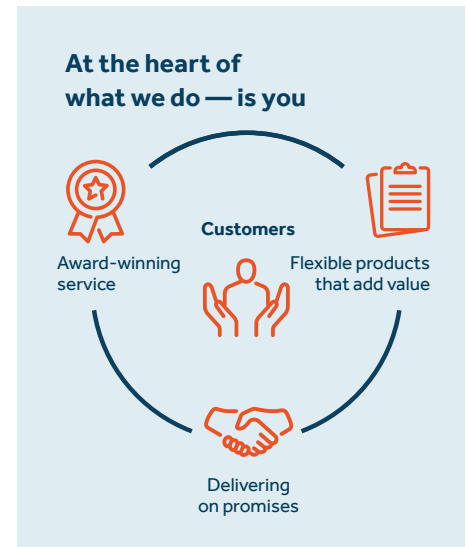 At the heart of
what we do — is you
Customers
Award-winning
service
Flexible products
that add value
Delivering
on promises